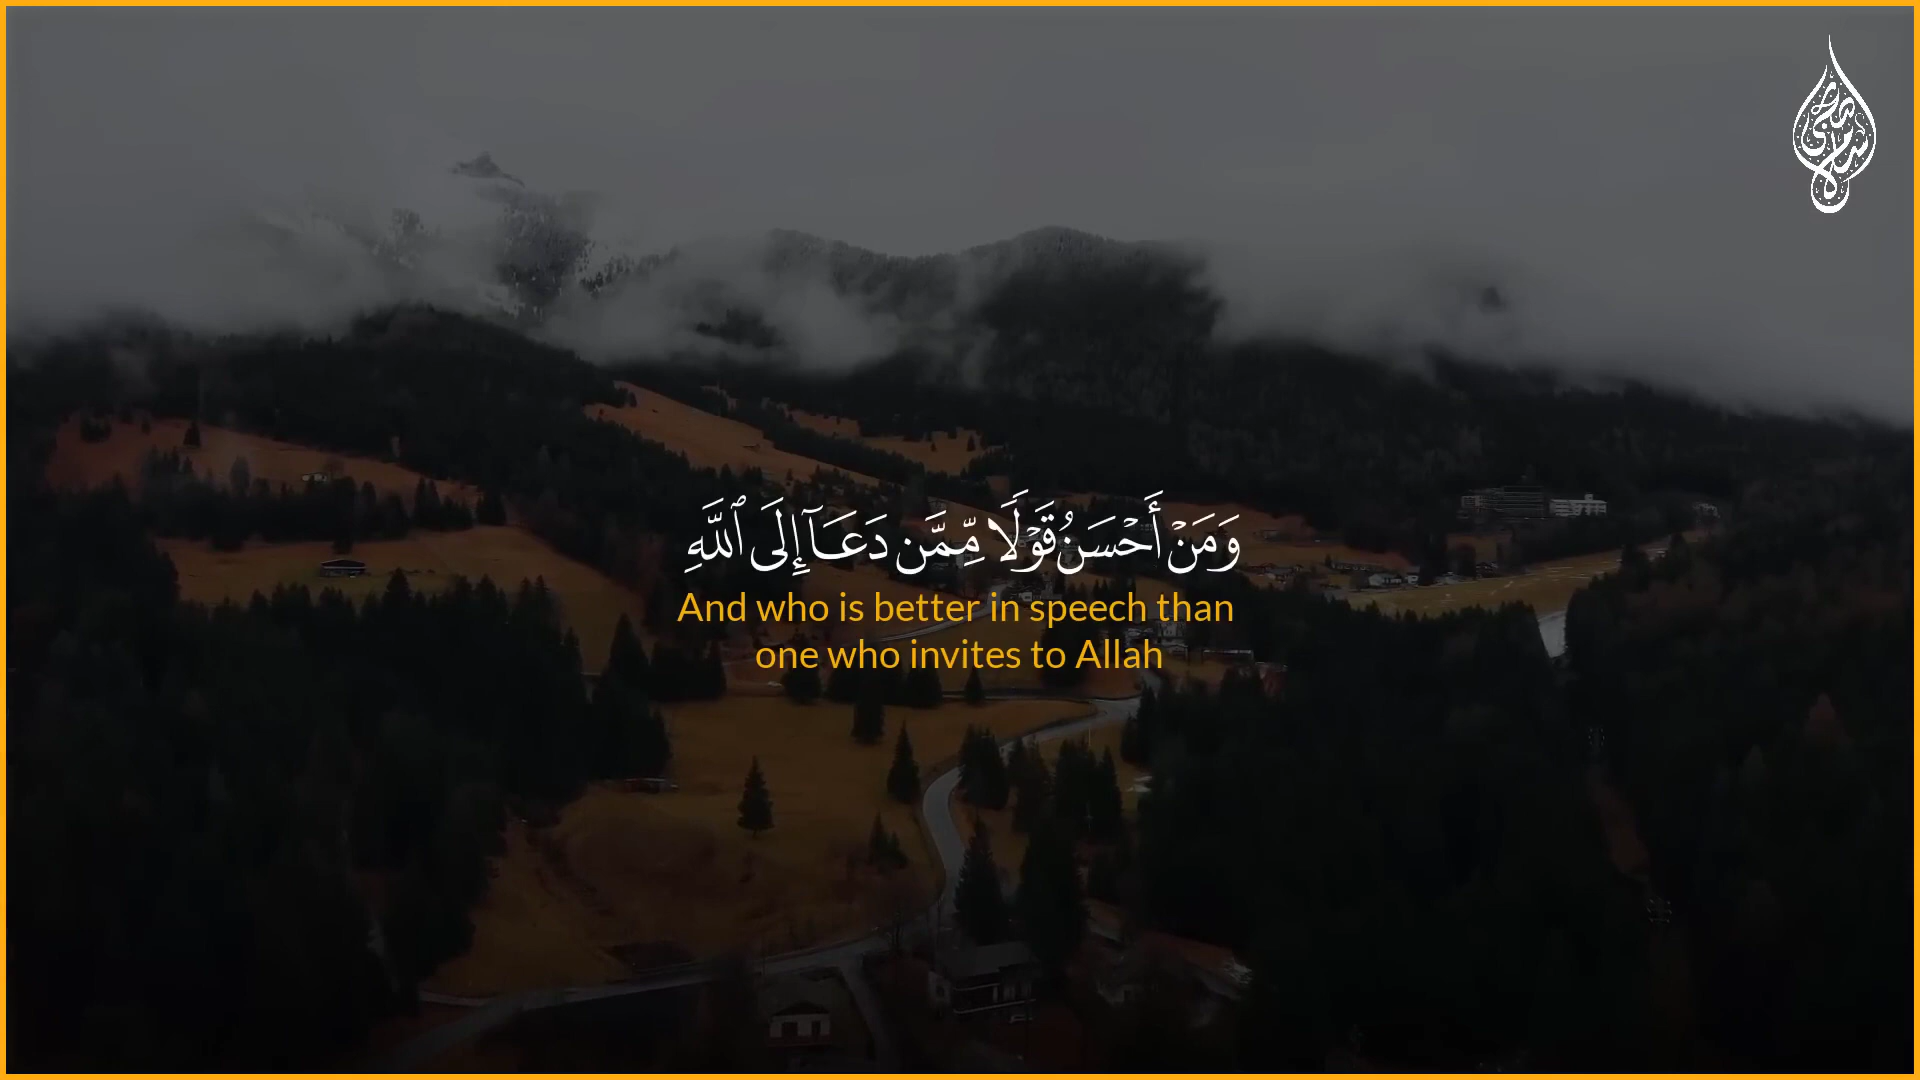 وَمَنْ أَحْسَنُ قَوْلًا مِّمَّن دَعَآ إِلَى ٱللَّهِ
And who is better in speech than
one who invites to Allah